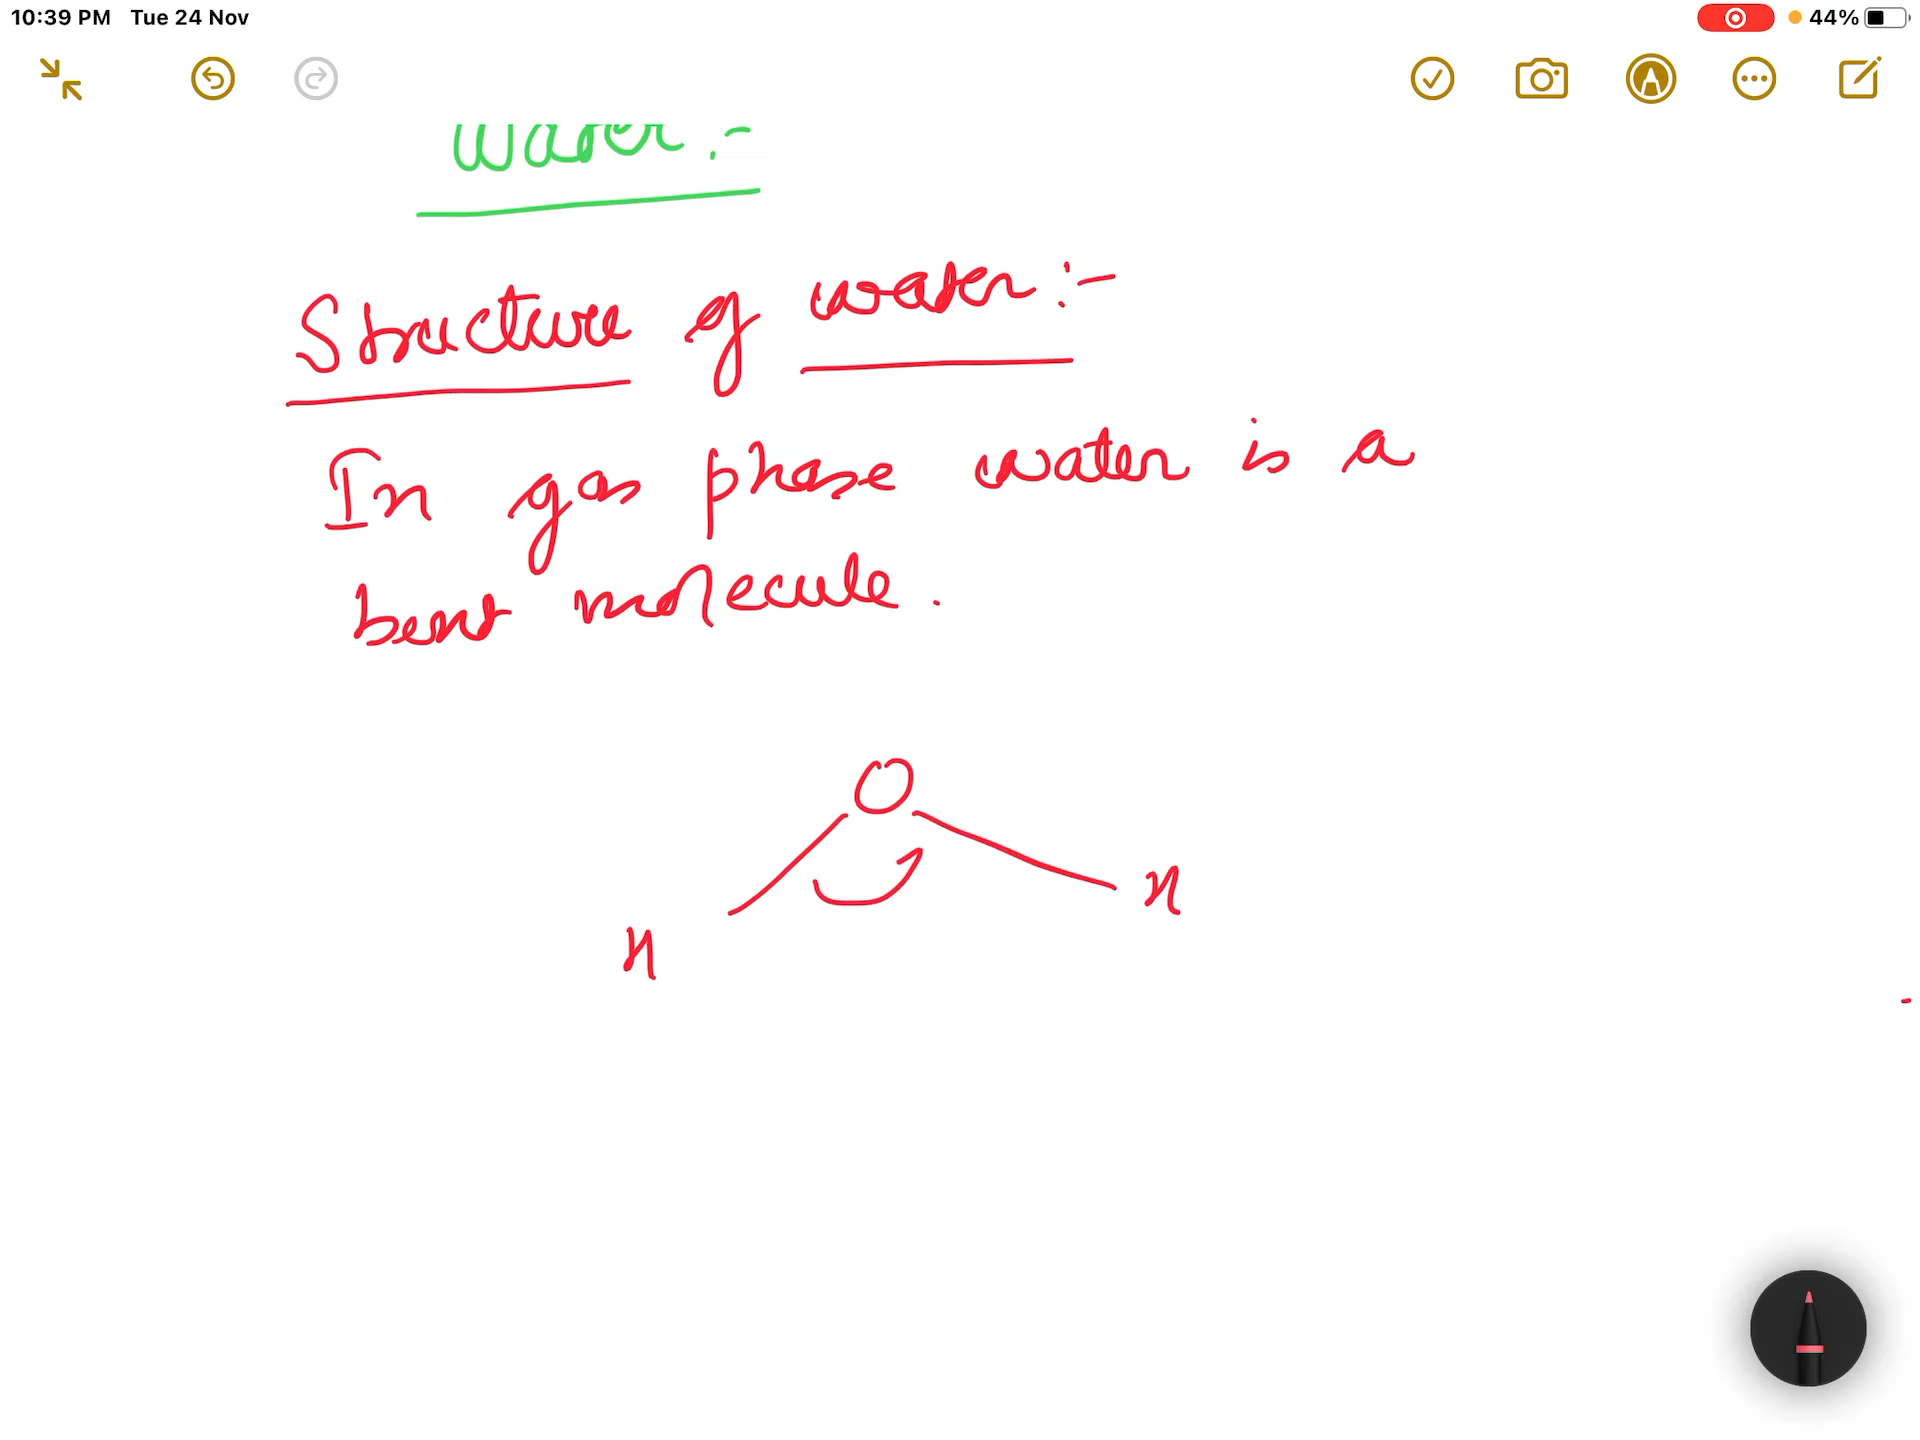 10:39 PM Tue 24 Nov 44%
Water :-
Structure of water :-
In gas phase water is a
bent molecule.
O
H
H